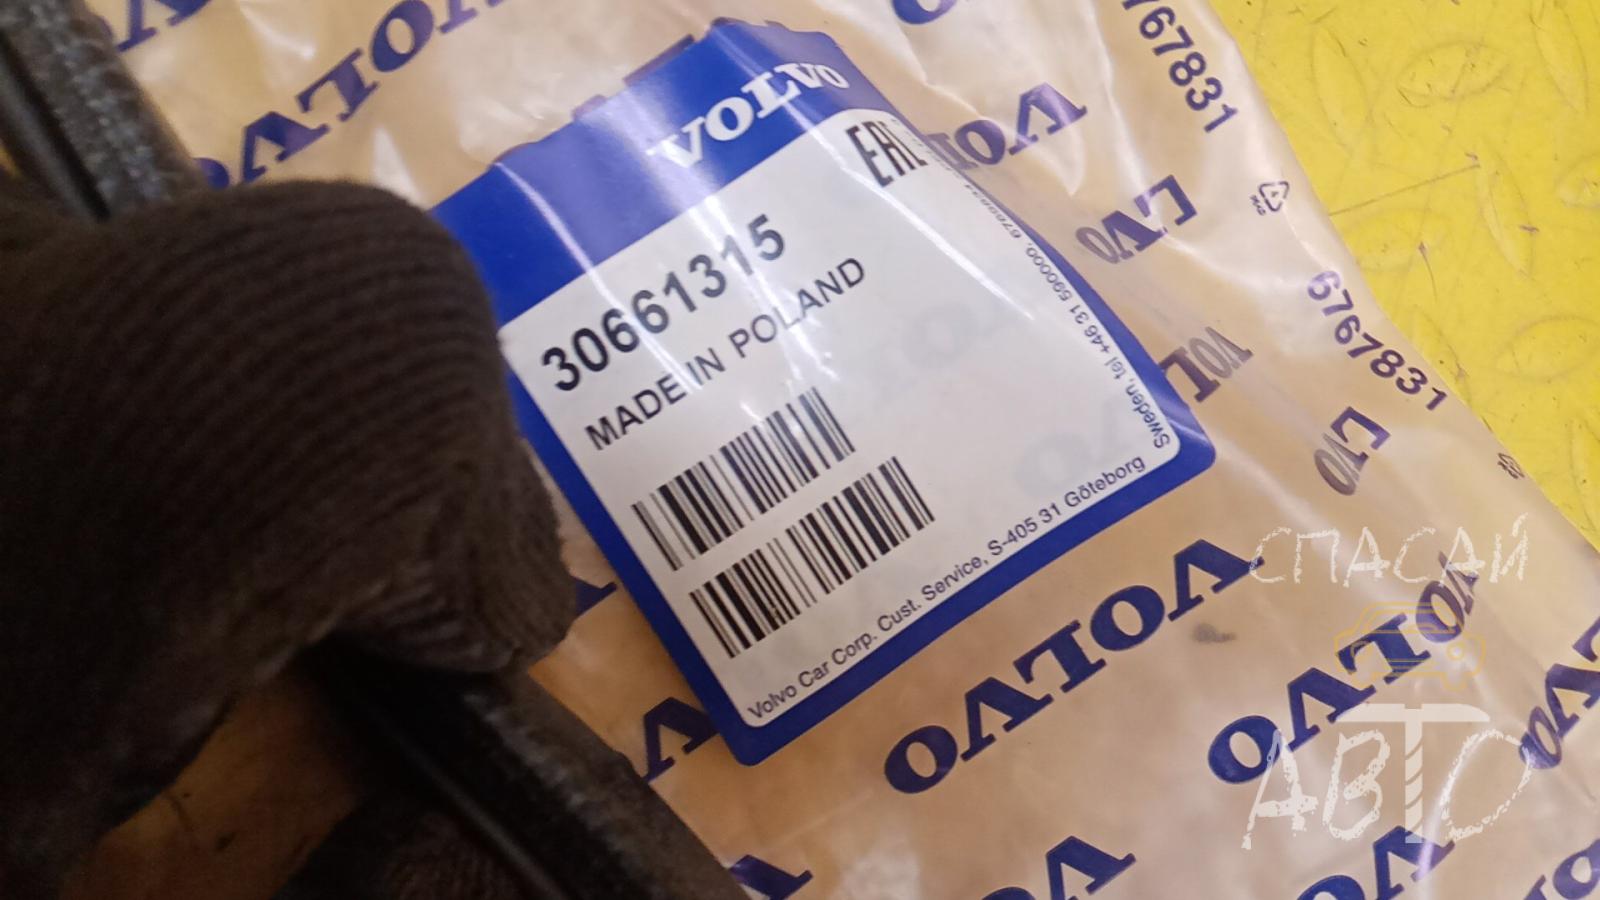 VOLVO
EAC
30661315
MADE IN POLAND
Volvo Car Corp. Cust. Service, S-405 31 Göteborg
Sweden, tel +46 31 590000,
6767831
6767831
VOLVO
VOLVO
VOLVO
VOLVO
СПАСАЙ
АВТО